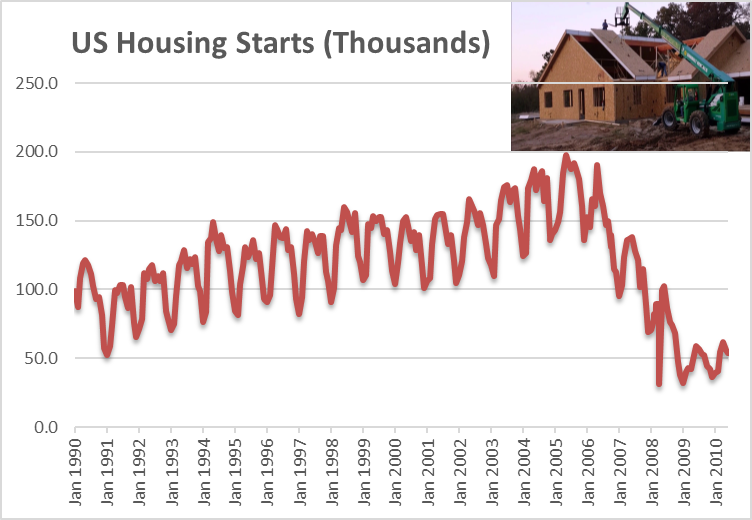 US Housing Starts (Thousands)
250.0
200.0
150.0
100.0
50.0
0.0
Jan 1990
Jan 1991
Jan 1992
Jan 1993
Jan 1994
Jan 1995
Jan 1996
Jan 1997
Jan 1998
Jan 1999
Jan 2000
Jan 2001
Jan 2002
Jan 2003
Jan 2004
Jan 2005
Jan 2006
Jan 2007
Jan 2008
Jan 2009
Jan 2010